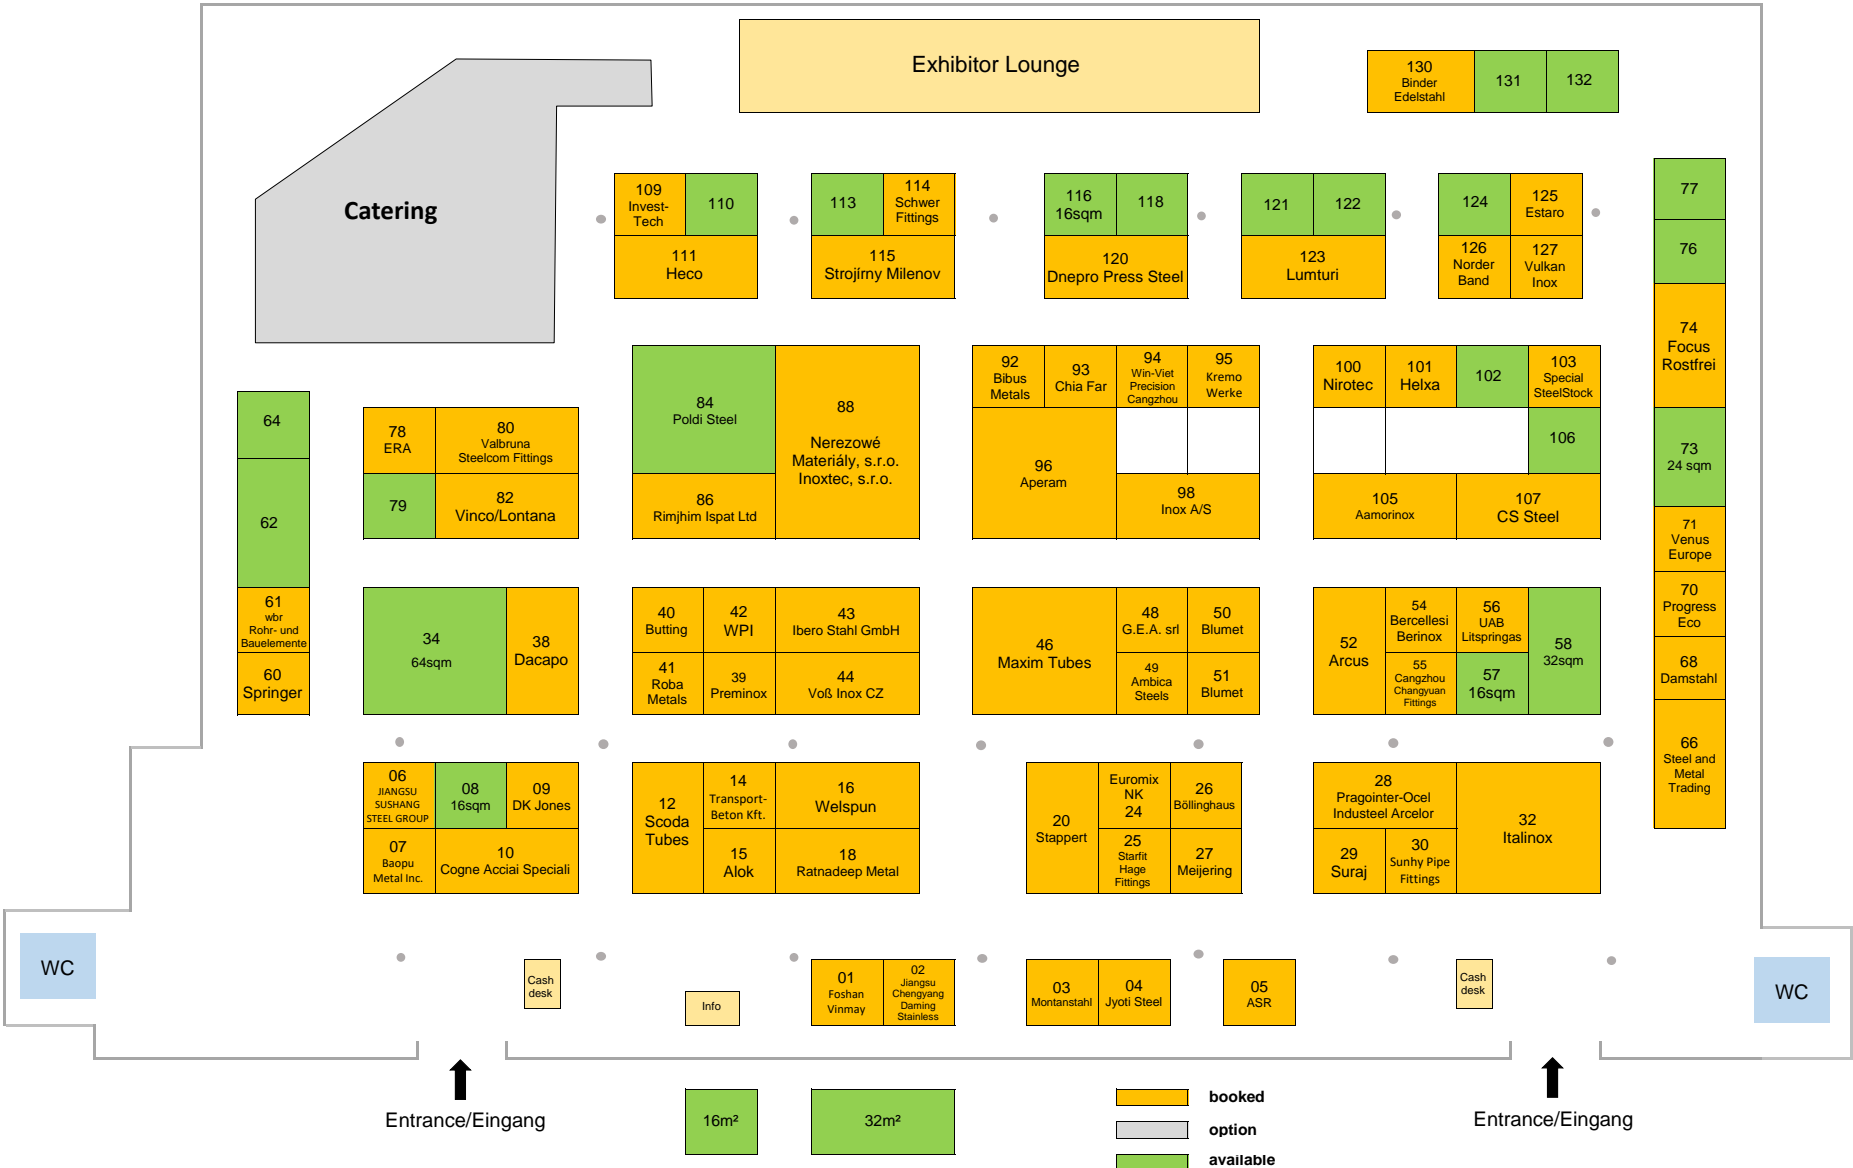 Exhibitor Lounge
130
Binder
Edelstahl
131
132
Catering
109
Invest-
Tech
110
111
Heco
113
114
Schwer
Fittings
115
Strojírny Milenov
116
16sqm
118
120
Dnepro Press Steel
121
122
123
Lumturi
124
125
Estaro
126
Norder
Band
127
Vulkan
Inox
77
76
74
Focus
Rostfrei
73
24 sqm
71
Venus
Europe
70
Progress
Eco
68
Damstahl
66
Steel and
Metal
Trading
64
62
61
wbr
Rohr- und
Bauelemente
60
Springer
78
ERA
80
Valbruna
Steelcom Fittings
79
82
Vinco/Lontana
84
Poldi Steel
86
Rimjhim Ispat Ltd
88
Nerezowé
Materiály, s.r.o.
Inoxtec, s.r.o.
92
Bibus
Metals
93
Chia Far
94
Win-Viet
Precision
Cangzhou
95
Kremo
Werke
96
Aperam
98
Inox A/S
100
Nirotec
101
Helxa
102
103
Special
SteelStock
106
105
Aamorinox
107
CS Steel
34
64sqm
38
Dacapo
40
Butting
42
WPI
43
Ibero Stahl GmbH
41
Roba
Metals
39
Preminox
44
Voß Inox CZ
46
Maxim Tubes
48
G.E.A. srl
50
Blumet
49
Ambica
Steels
51
Blumet
52
Arcus
54
Bercellesi
Berinox
56
UAB
Litspringas
55
Cangzhou
Changyuan
Fittings
57
16sqm
58
32sqm
06
JIANGSU
SUSHANG
STEEL GROUP
08
16sqm
09
DK Jones
07
Baopu
Metal Inc.
10
Cogne Acciai Speciali
12
Scoda
Tubes
14
Transport-
Beton Kft.
16
Welspun
15
Alok
18
Ratnadeep Metal
20
Stappert
Euromix
NK
24
26
Böllinghaus
25
Starfit
Hage
Fittings
27
Meijering
28
Pragointer-Ocel
Industeel Arcelor
29
Suraj
30
Sunhy Pipe
Fittings
32
Italinox
WC
Cash
desk
Info
01
Foshan
Vinmay
02
Jiangsu
Chengyang
Daming
Stainless
03
Montanstahl
04
Jyoti Steel
05
ASR
Cash
desk
WC
Entrance/Eingang
16m²
32m²
booked
option
available
Entrance/Eingang